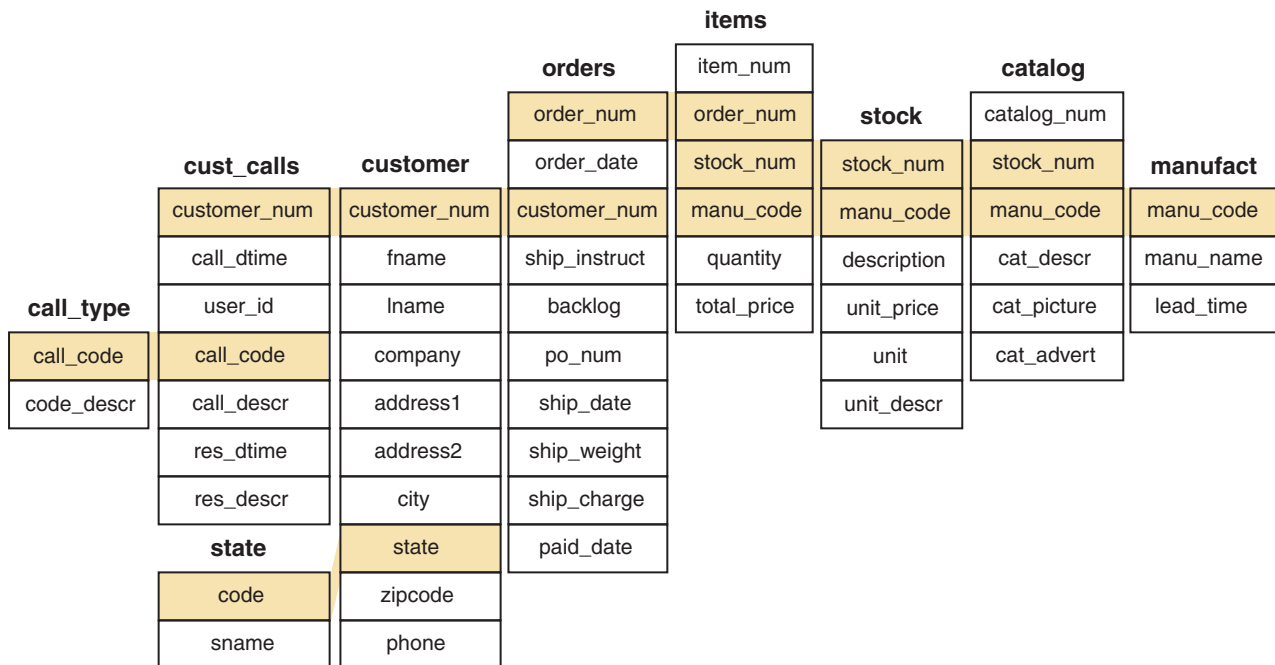 call_type
call_code
code_descr
cust_calls
customer_num
call_dtime
user_id
call_code
call_descr
res_dtime
res_descr
state
code
sname
customer
customer_num
fname
lname
company
address1
address2
city
state
zipcode
phone
orders
order_num
order_date
customer_num
ship_instruct
backlog
po_num
ship_date
ship_weight
ship_charge
paid_date
items
item_num
order_num
stock_num
manu_code
quantity
total_price
stock
stock_num
manu_code
description
unit_price
unit
unit_descr
catalog
catalog_num
stock_num
manu_code
cat_descr
cat_picture
cat_advert
manufact
manu_code
manu_name
lead_time